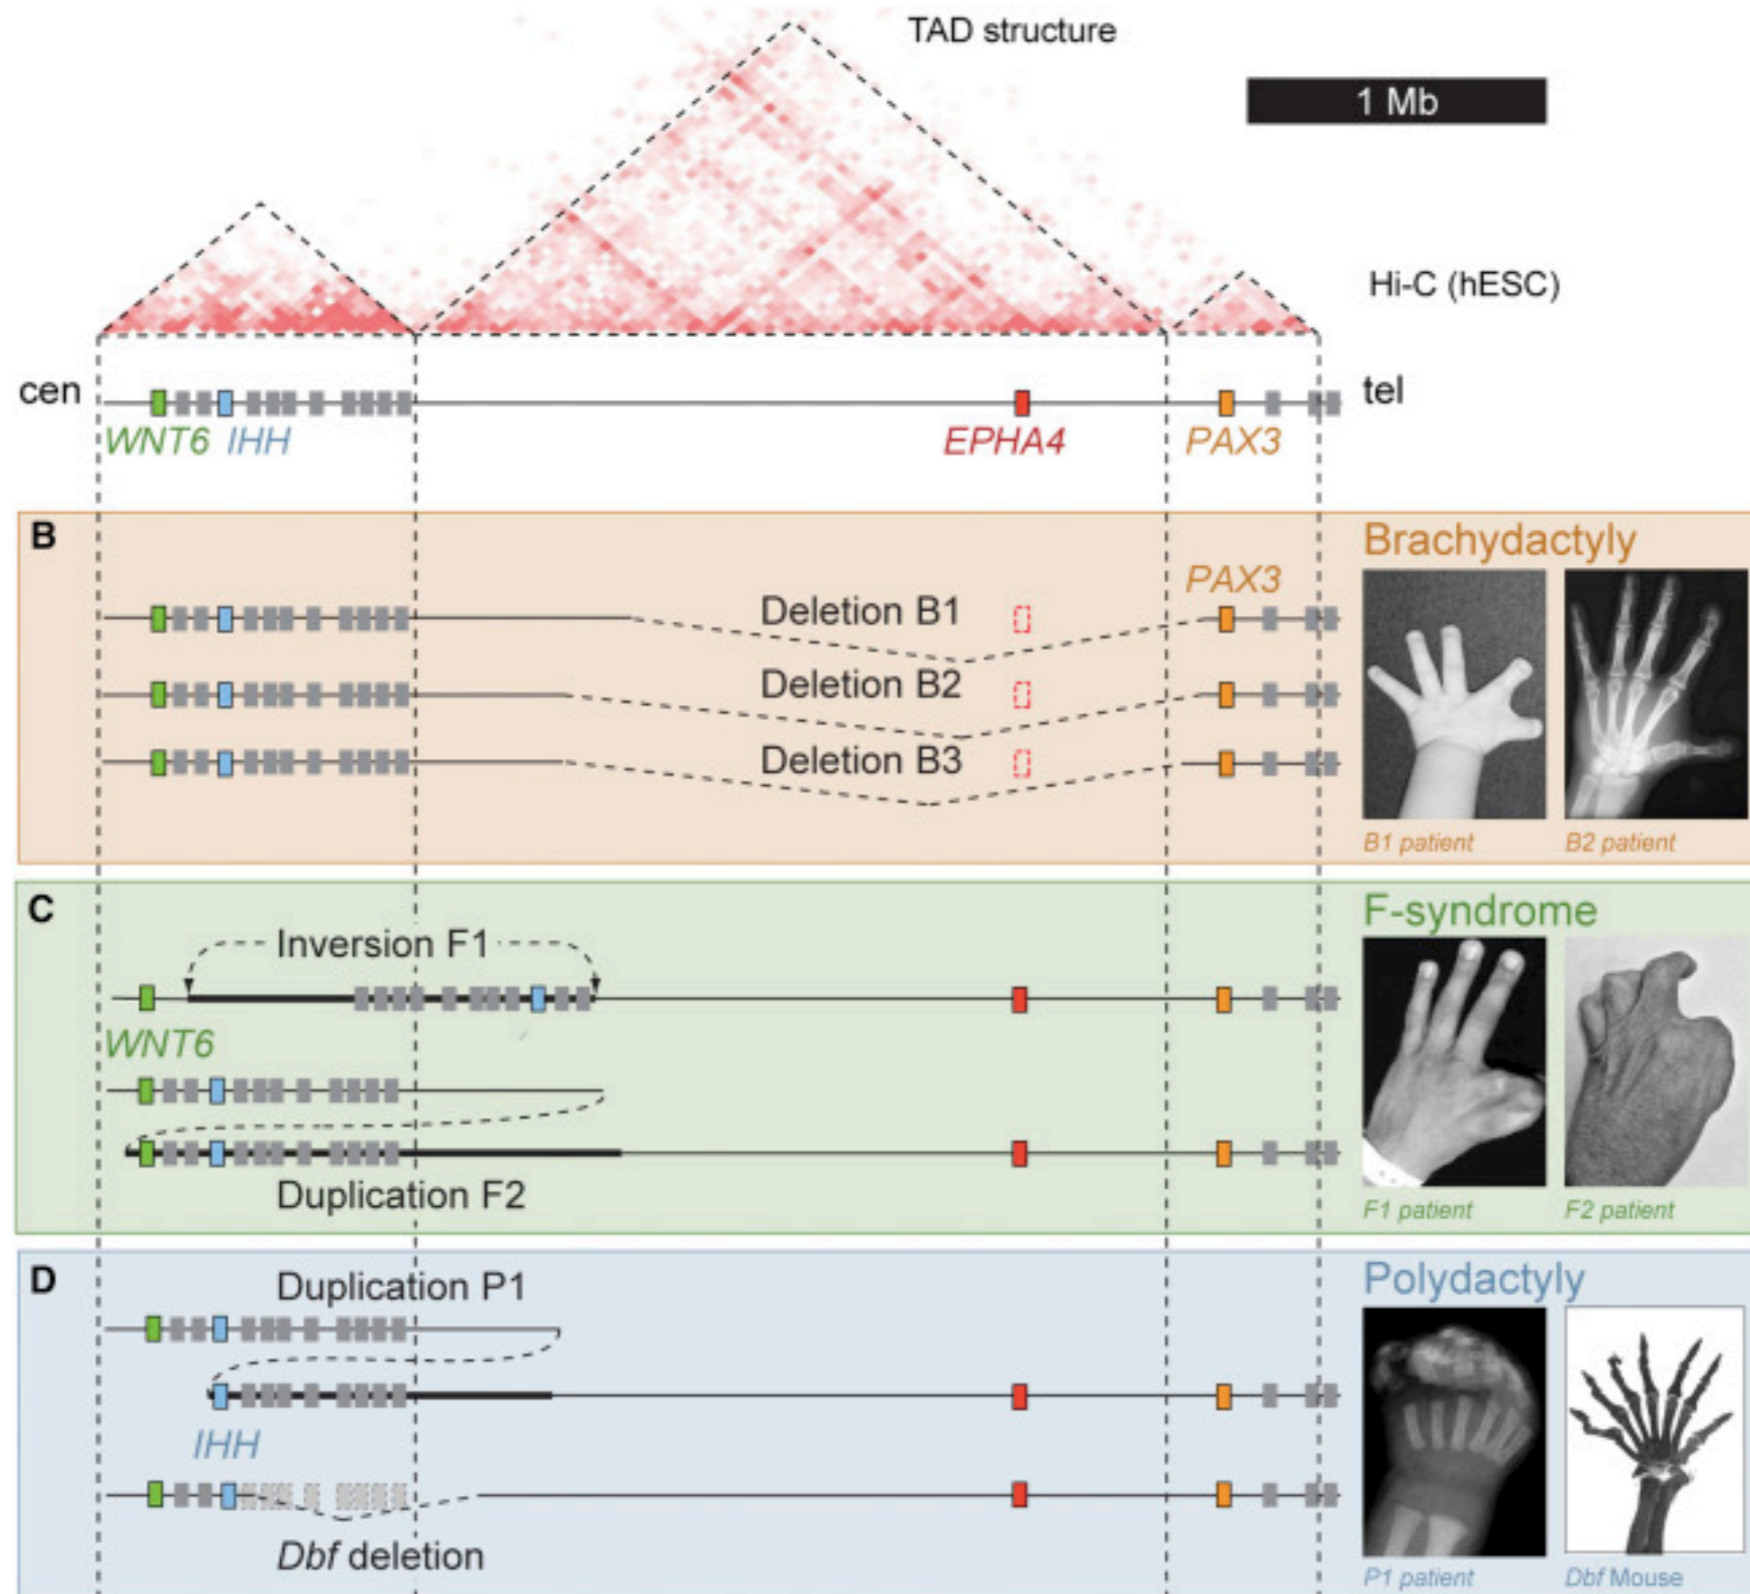 TAD structure
1 Mb
Hi-C (hESC)
cen
tel
WNT6 IHH EPHA4 PAX3
B
Brachydactyly
PAX3
Deletion B1
Deletion B2
Deletion B3
B1 patient B2 patient
C
F-syndrome
Inversion F1
WNT6
Duplication F2
F1 patient F2 patient
D
Duplication P1
Polydactyly
IHH
Dbf deletion
P1 patient Dbf Mouse